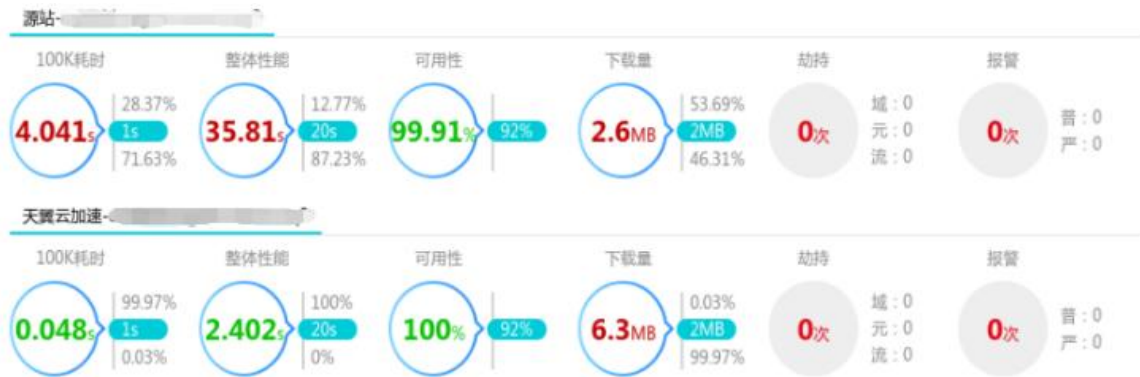 源站-
100K耗时 整体性能 可用性 下载量 劫持 报警
28.37% 12.77% 53.69% 域：0
4.041s 1s 35.81s 20s 99.91% 92% 2.6MB 2MB 0次 元：0 0次 普：0
71.63% 87.23% 46.31% 流：0 严：0
天翼云加速-
100K耗时 整体性能 可用性 下载量 劫持 报警
99.97% 100% 0.03% 域：0
0.048s 1s 2.402s 20s 100% 92% 6.3MB 2MB 0次 元：0 0次 普：0
0.03% 0% 99.97% 流：0 严：0